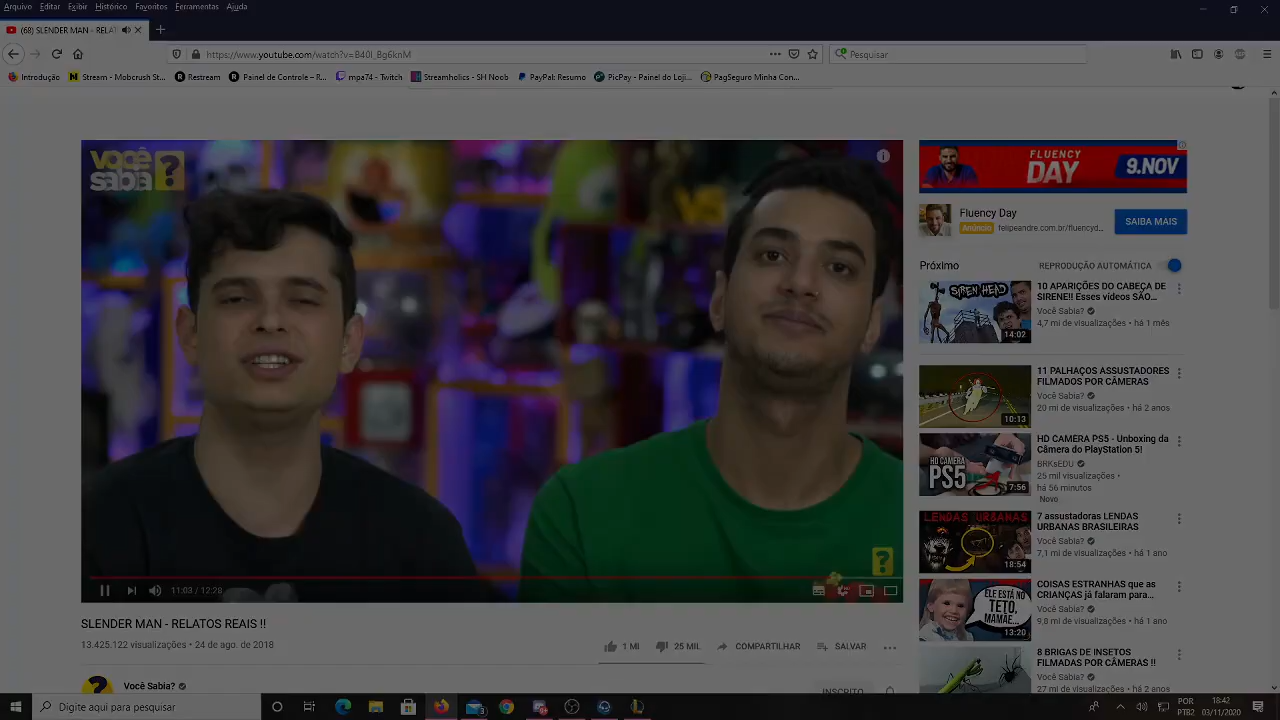 Arquivo Editar Exibir Histórico Favoritos Ferramentas Ajuda
(68) SLENDER MAN - RELAT
https://www.youtube.com/watch?v=B40l_Bg6knM
Pesquisar
Introdução Stream - Mobcrush St... Restream Painel de Controle – R... mpa74 - Twitch Streamholics - SH Noob PayPal: Resumo PicPay - Painel do Loji... PagSeguro Minha Con...
você sabia ?
FLUENCY DAY 9.NOV
Fluency Day
Anúncio felipeandre.com.br/fluencyd...
SAIBA MAIS
Próximo REPRODUÇÃO AUTOMÁTICA
SIREN HEAD
14:02
10 APARIÇÕES DO CABEÇA DE
SIRENE!! Esses vídeos SÃO...
Você Sabia?
4,7 mi de visualizações • há 1 mês
10:13
11 PALHAÇOS ASSUSTADORES
FILMADOS POR CÂMERAS
Você Sabia?
20 mi de visualizações • há 2 anos
HD CAMERA
PS5
7:56
HD CAMERA PS5 - Unboxing da
Câmera do PlayStation 5!
BRKsEDU
25 mil visualizações •
há 56 minutos
Novo
LENDAS URBANAS
18:54
7 assustadoras LENDAS
URBANAS BRASILEIRAS
Você Sabia?
7,1 mi de visualizações • há 1 ano
ELE ESTÁ NO
TETO,
MAMÃE...
13:20
COISAS ESTRANHAS que as
CRIANÇAS já falaram para...
Você Sabia?
9,8 mi de visualizações • há 1 ano
8 BRIGAS DE INSETOS
FILMADAS POR CÂMERAS !!
Você Sabia?
27 mi de visualizações • há 2 anos
11:03 / 12:28
SLENDER MAN - RELATOS REAIS !!
13.425.122 visualizações • 24 de ago. de 2018
1 MI 25 MIL COMPARTILHAR SALVAR
Você Sabia?
INSCRITO
Digite aqui para pesquisar
POR
PTB2
18:42
03/11/2020